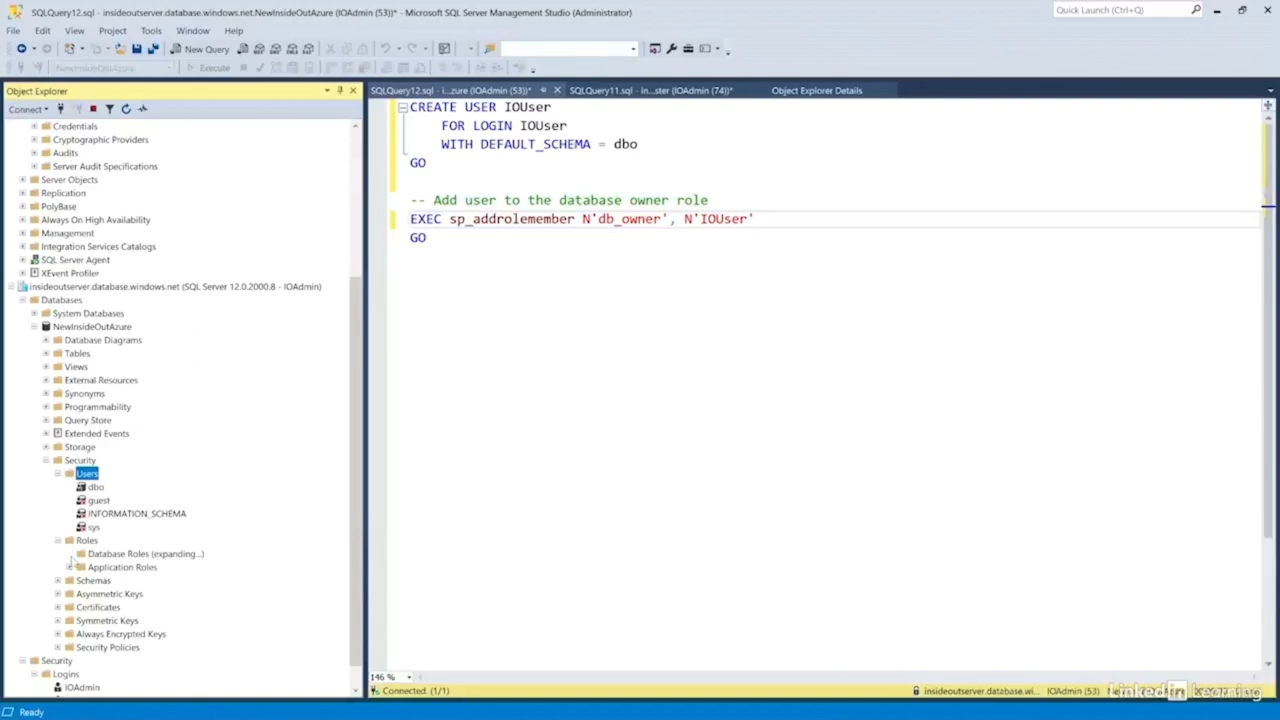 SQLQuery12.sql - insideoutserver.database.windows.net.NewInsideOutAzure (IOAdmin (53))* - Microsoft SQL Server Management Studio (Administrator)
Quick Launch (Ctrl+Q)
File Edit View Project Tools Window Help
New Query
NewInsideOutAzure
Execute
Object Explorer
SQLQuery12.sql - i...zure (IOAdmin (53))*
SQLQuery11.sql - in...ster (IOAdmin (74))*
Object Explorer Details
Connect
Credentials
Cryptographic Providers
Audits
Server Audit Specifications
Server Objects
Replication
PolyBase
Always On High Availability
Management
Integration Services Catalogs
SQL Server Agent
XEvent Profiler
insideoutserver.database.windows.net (SQL Server 12.0.2000.8 - IOAdmin)
Databases
System Databases
NewInsideOutAzure
Database Diagrams
Tables
Views
External Resources
Synonyms
Programmability
Query Store
Extended Events
Storage
Security
Users
dbo
guest
INFORMATION_SCHEMA
sys
Roles
Database Roles (expanding...)
Application Roles
Schemas
Asymmetric Keys
Certificates
Symmetric Keys
Always Encrypted Keys
Security Policies
Security
Logins
IOAdmin
CREATE USER IOUser
FOR LOGIN IOUser
WITH DEFAULT_SCHEMA = dbo
GO
-- Add user to the database owner role
EXEC sp_addrolemember N'db_owner', N'IOUser'
GO
146 %
Connected. (1/1)
insideoutserver.database.wi...
IOAdmin (53)
LinkedIn Learning
Ready